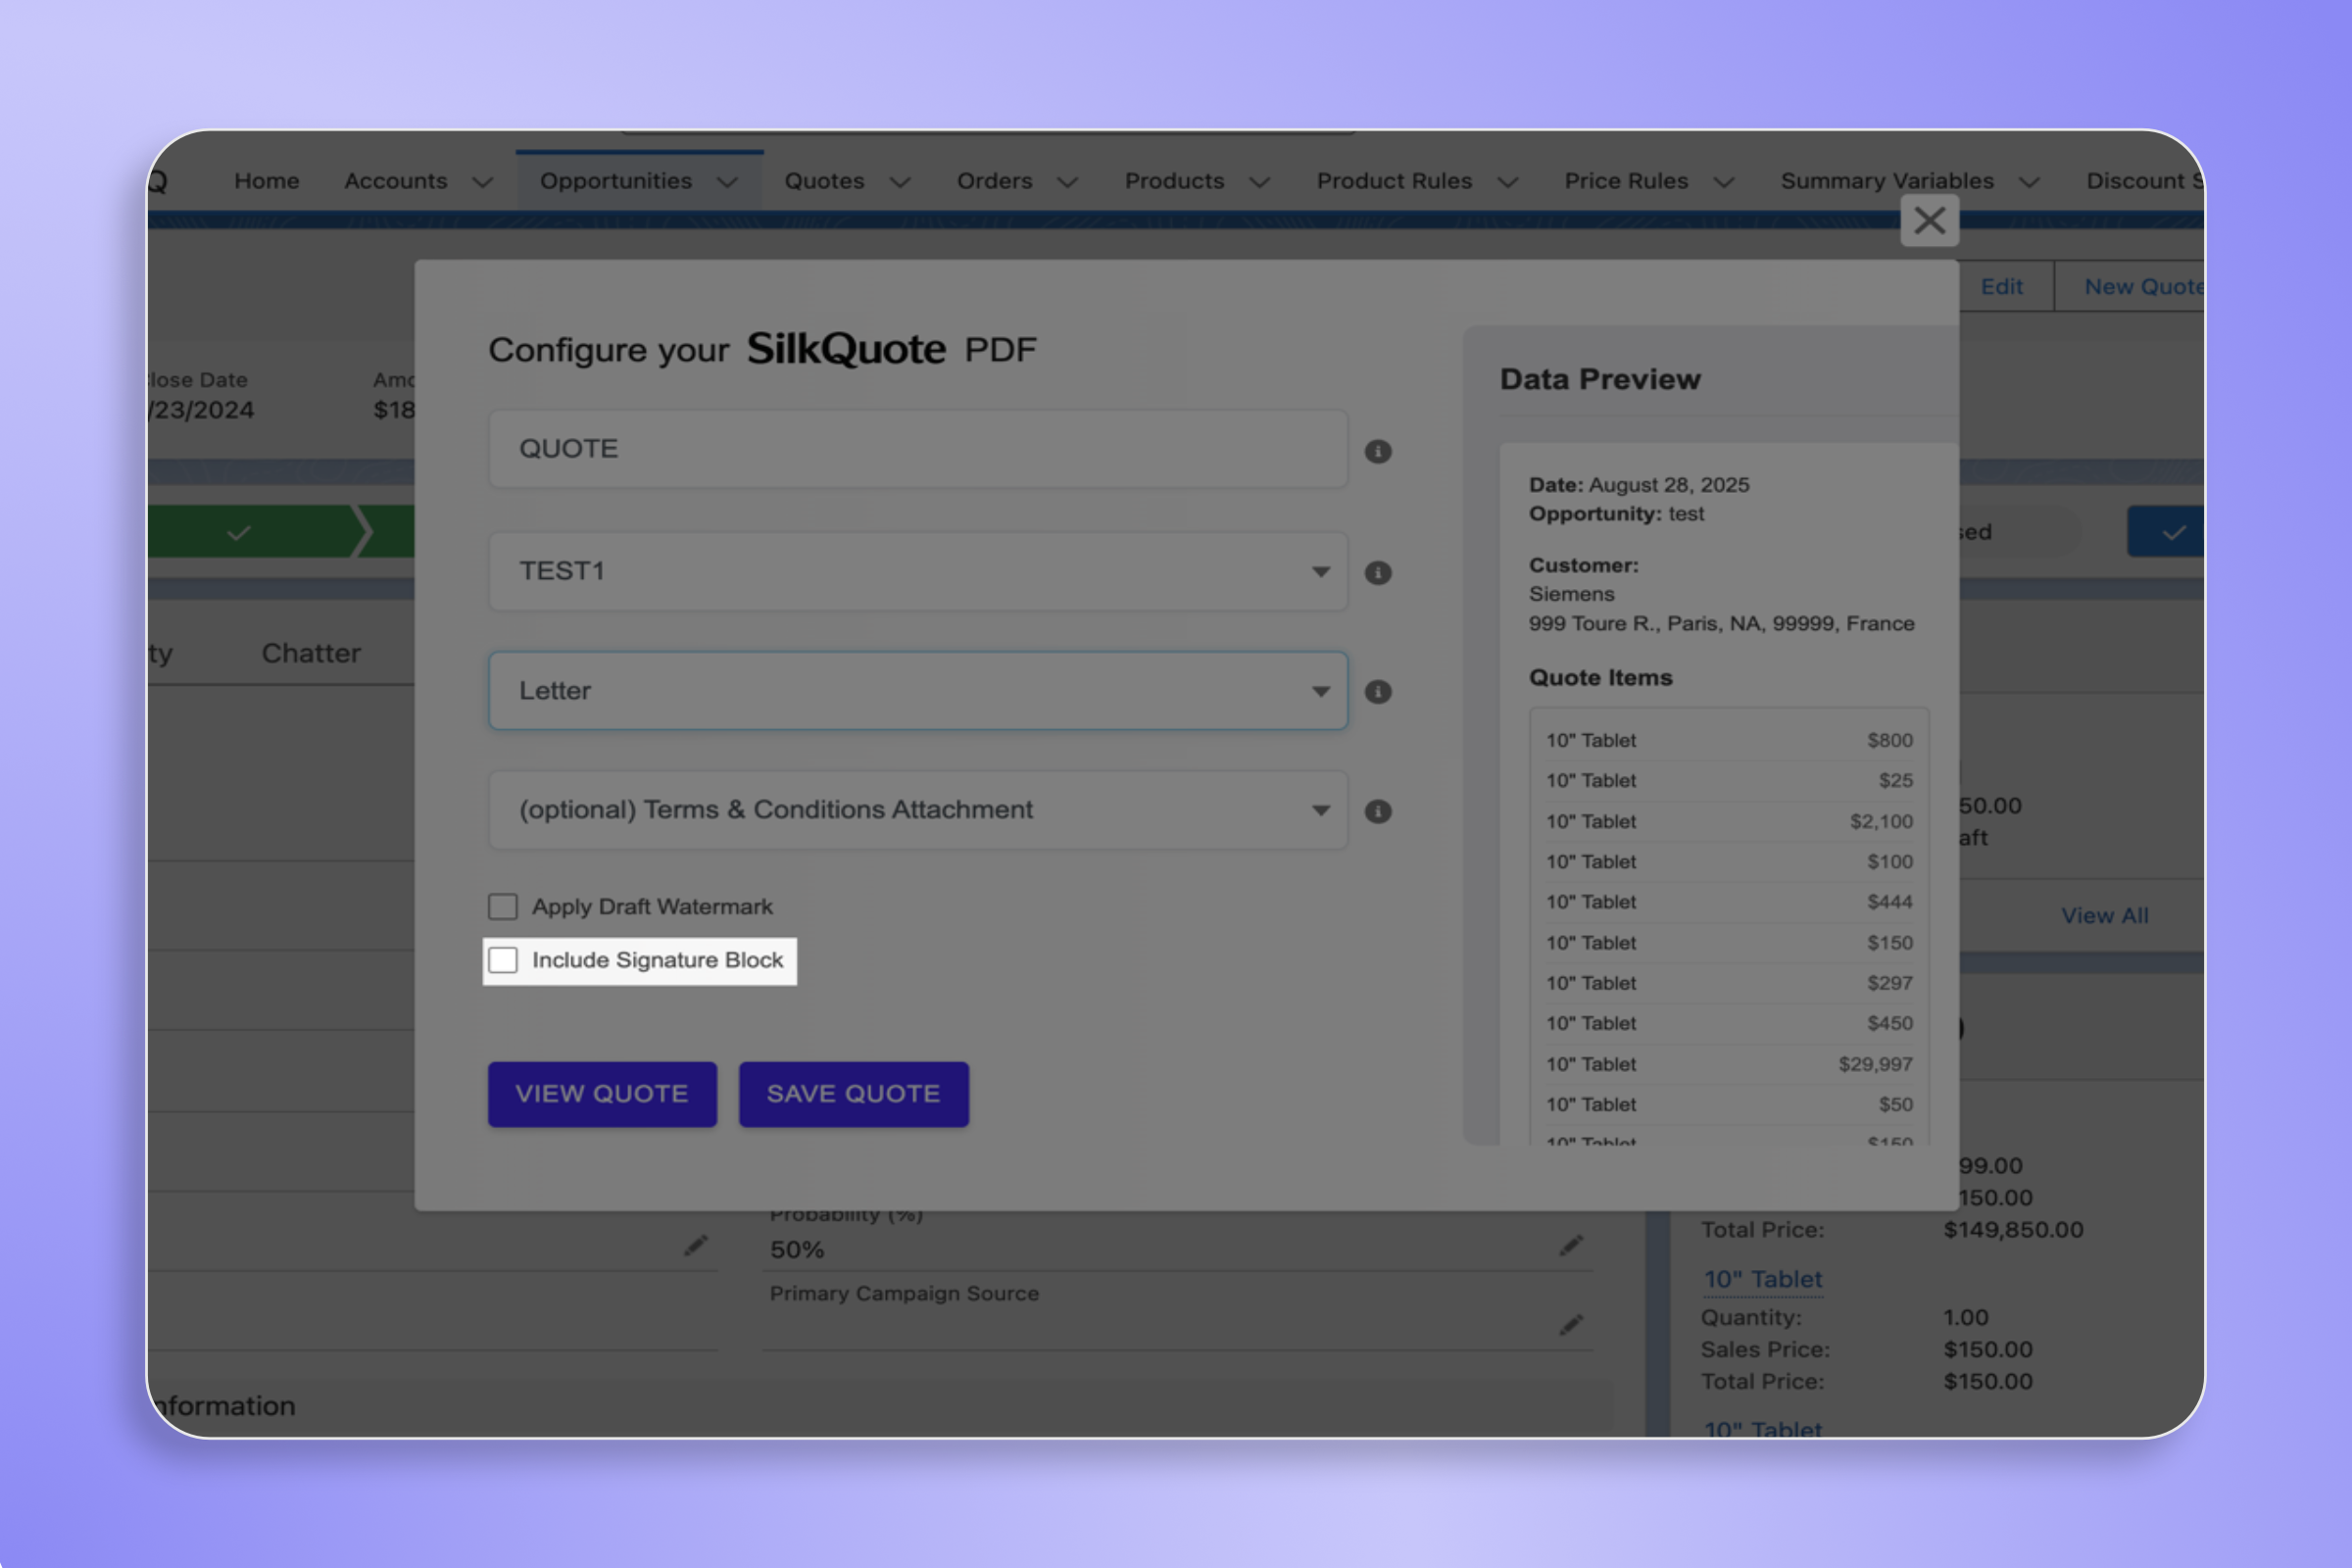 Q Home Accounts Opportunities Quotes Orders Products Product Rules Price Rules Summary Variables Discount S
Edit New Quote
Close Date
/23/2024
Amo
$18
ty Chatter
Configure your SilkQuote PDF
QUOTE
TEST1
Letter
(optional) Terms & Conditions Attachment
Apply Draft Watermark
Include Signature Block
VIEW QUOTE SAVE QUOTE
Data Preview
Date: August 28, 2025
Opportunity: test
Customer:
Siemens
999 Toure R., Paris, NA, 99999, France
Quote Items
10" Tablet $800
10" Tablet $25
10" Tablet $2,100
10" Tablet $100
10" Tablet $444
10" Tablet $150
10" Tablet $297
10" Tablet $450
10" Tablet $29,997
10" Tablet $50
10" Tablet $150
sed
50.00
aft
View All
99.00
150.00
Total Price: $149,850.00
10" Tablet
Quantity: 1.00
Sales Price: $150.00
Total Price: $150.00
10" Tablet
Probability (%)
50%
Primary Campaign Source
nformation